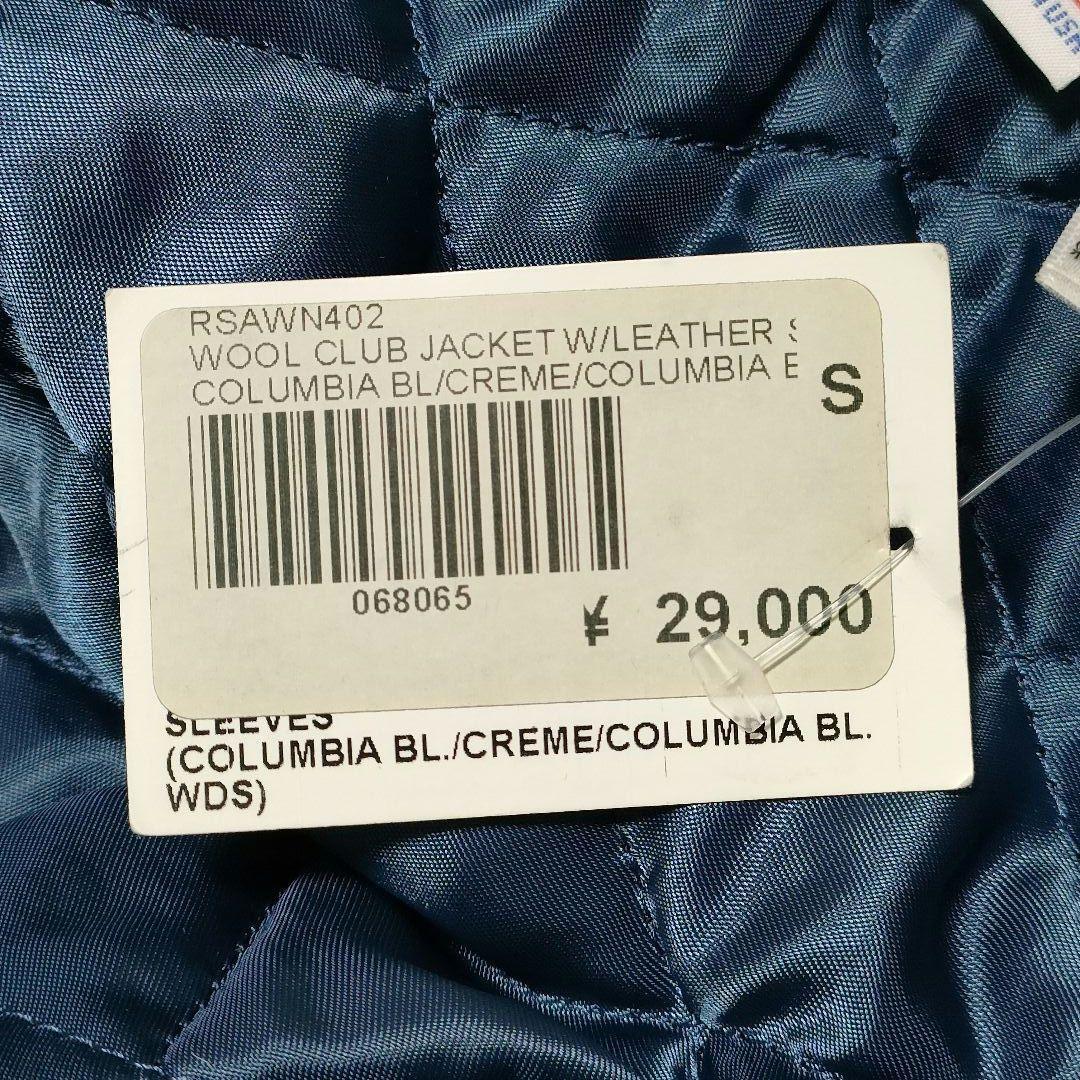 RSAWN402
WOOL CLUB JACKET W/LEATHER
COLUMBIA BL/CREME/COLUMBIA
S
068065
¥ 29,000
SLEEVES
(COLUMBIA BL./CREME/COLUMBIA BL.
WDS)